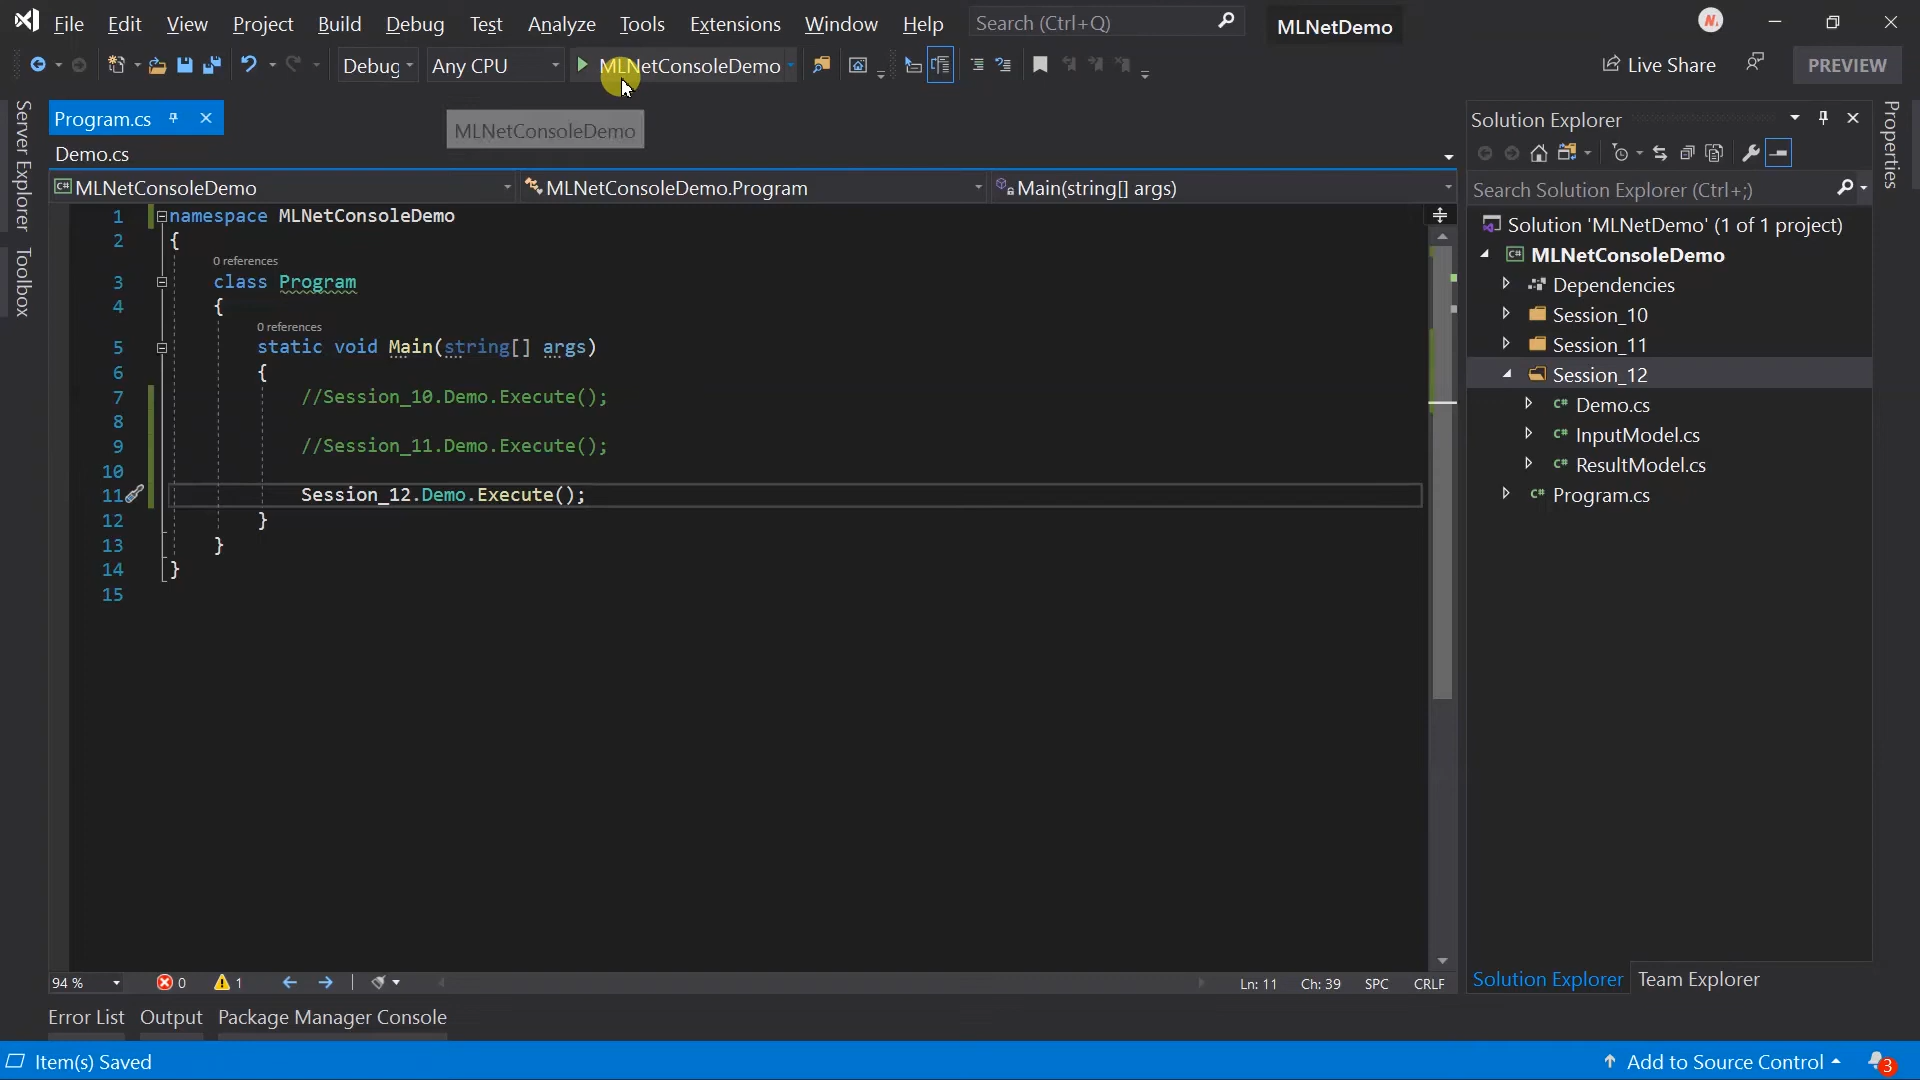 File Edit View Project Build Debug Test Analyze Tools Extensions Window Help Search (Ctrl+Q) MLNetDemo
Debug Any CPU MLNetConsoleDemo Live Share PREVIEW
MLNetConsoleDemo
Server Explorer
Toolbox
Program.cs
Demo.cs
MLNetConsoleDemo MLNetConsoleDemo.Program Main(string[] args)
1 namespace MLNetConsoleDemo
2 {
0 references
3 class Program
4 {
0 references
5 static void Main(string[] args)
6 {
7 //Session_10.Demo.Execute();
8
9 //Session_11.Demo.Execute();
10
11 Session_12.Demo.Execute();
12 }
13 }
14 }
15
94 % 0 1 Ln: 11 Ch: 39 SPC CRLF
Solution Explorer
Search Solution Explorer (Ctrl+;)
Solution 'MLNetDemo' (1 of 1 project)
MLNetConsoleDemo
Dependencies
Session_10
Session_11
Session_12
C# Demo.cs
C# InputModel.cs
C# ResultModel.cs
C# Program.cs
Solution Explorer Team Explorer
Properties
Error List Output Package Manager Console
Item(s) Saved Add to Source Control 3